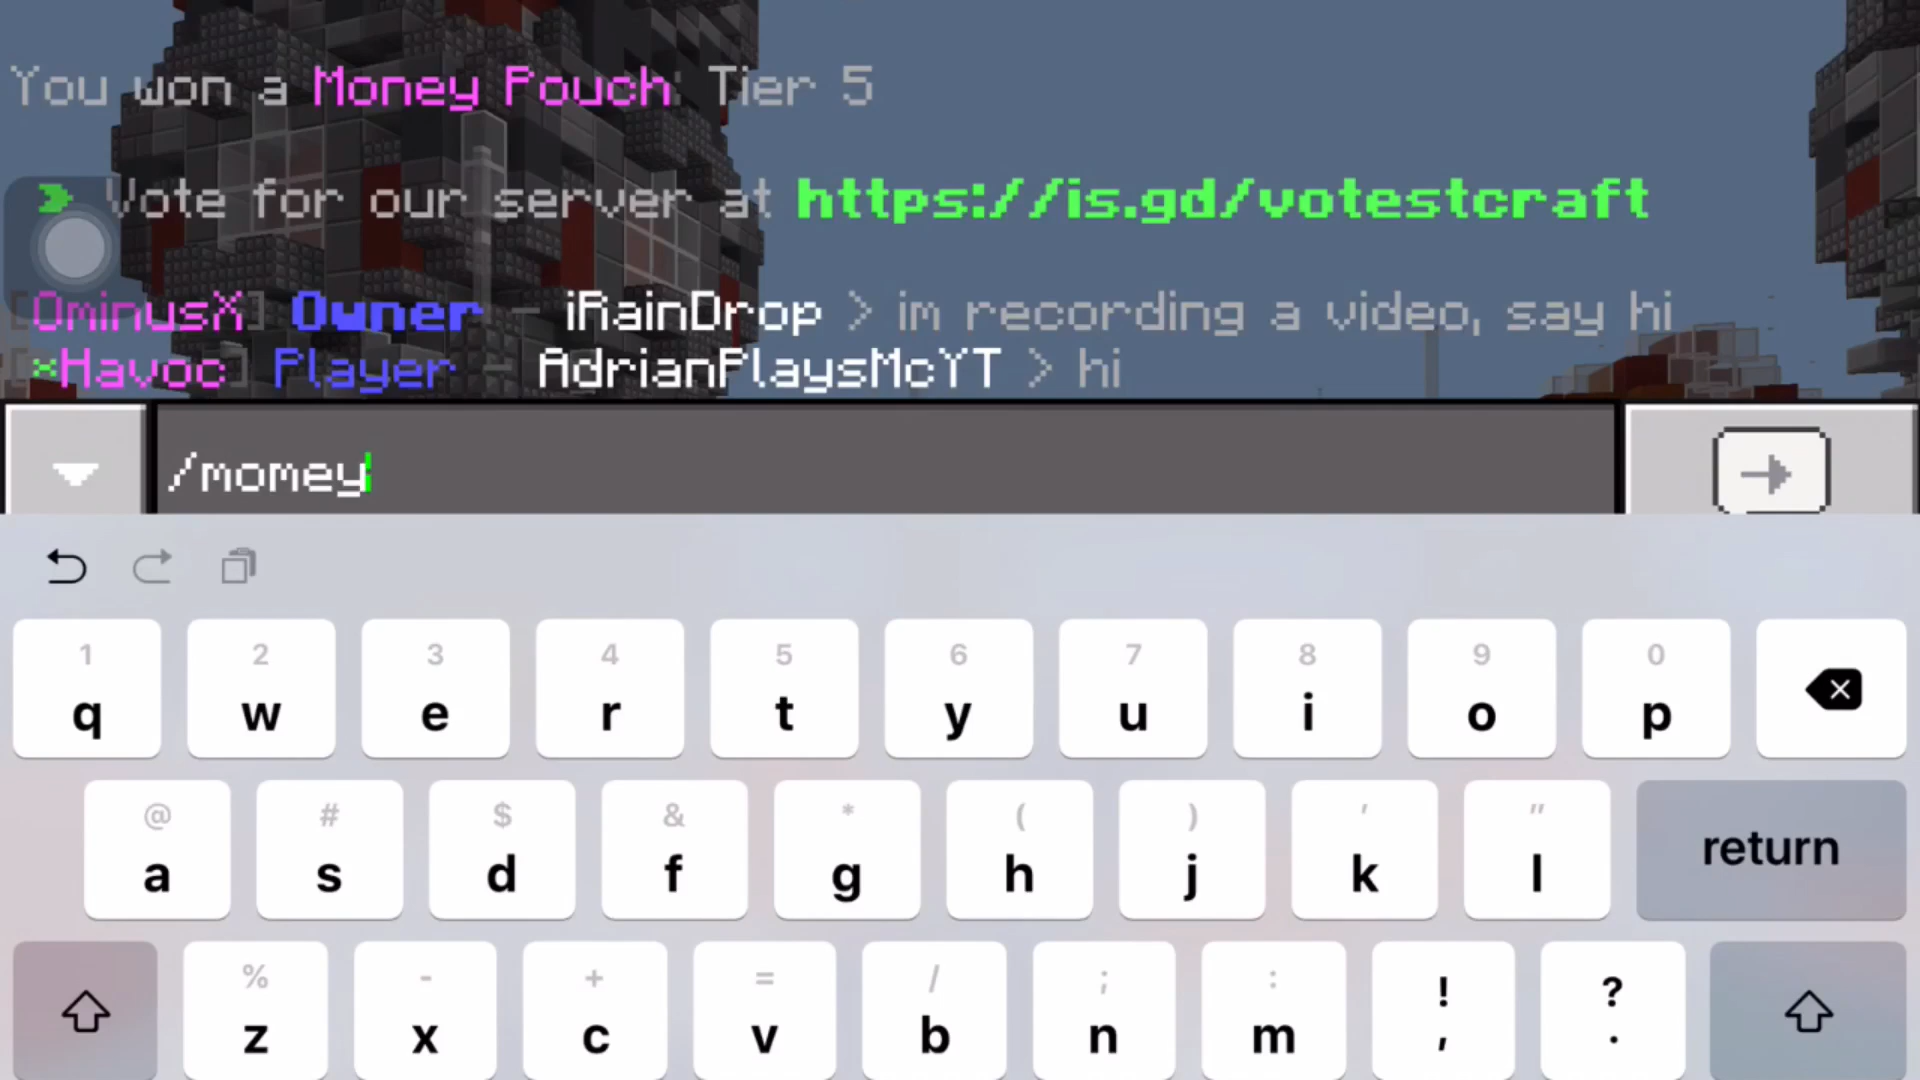 You won a Money Pouch: Tier 5
Vote for our server at https://is.gd/votestcraft
[OminusX] Owner - iRainDrop > im recording a video, say hi
[×Havoc] Player - AdrianPlaysMcYT > hi
/momey
1 2 3 4 5 6 7 8 9 0
q w e r t y u i o p
@ # $ & * ( ) ' "
a s d f g h j k l return
% - + = / ; : ! ?
z x c v b n m , .